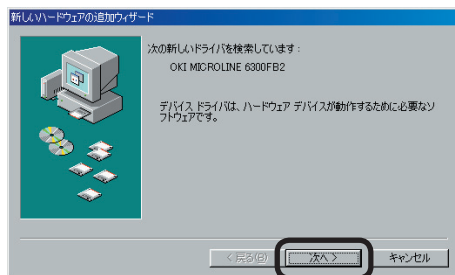 新しいハードウェアの追加ウィザード
次の新しいドライバを検索しています：
OKI MICROLINE 6300FB2
デバイス ドライバは、ハードウェア デバイスが動作するために必要なソ
フトウェアです。
< 戻る(B) 次へ > キャンセル